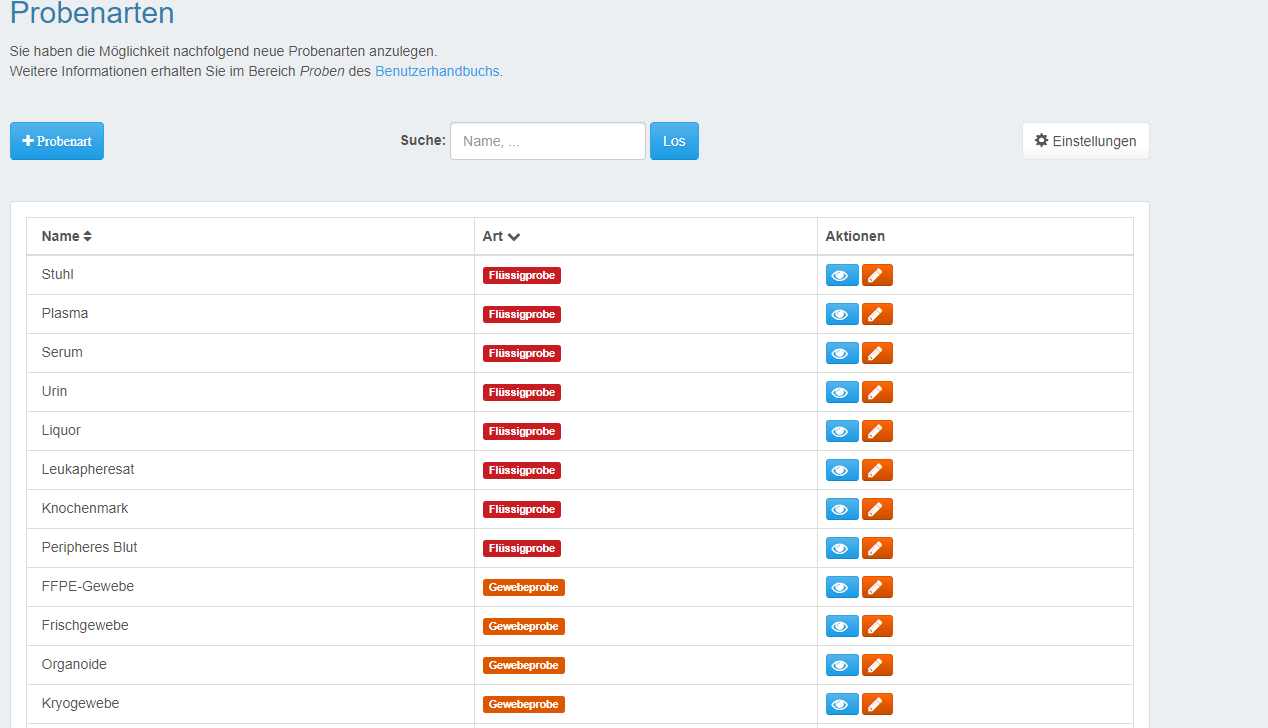 Probenarten
Sie haben die Möglichkeit nachfolgend neue Probenarten anzulegen.
Weitere Informationen erhalten Sie im Bereich Proben des Benutzerhandbuchs.
Probenart Suche: Name, ... Los Einstellungen
Name Art Aktionen
Stuhl Flüssigprobe
Plasma Flüssigprobe
Serum Flüssigprobe
Urin Flüssigprobe
Liquor Flüssigprobe
Leukapheresat Flüssigprobe
Knochenmark Flüssigprobe
Peripheres Blut Flüssigprobe
FFPE-Gewebe Gewebeprobe
Frischgewebe Gewebeprobe
Organoide Gewebeprobe
Kryogewebe Gewebeprobe